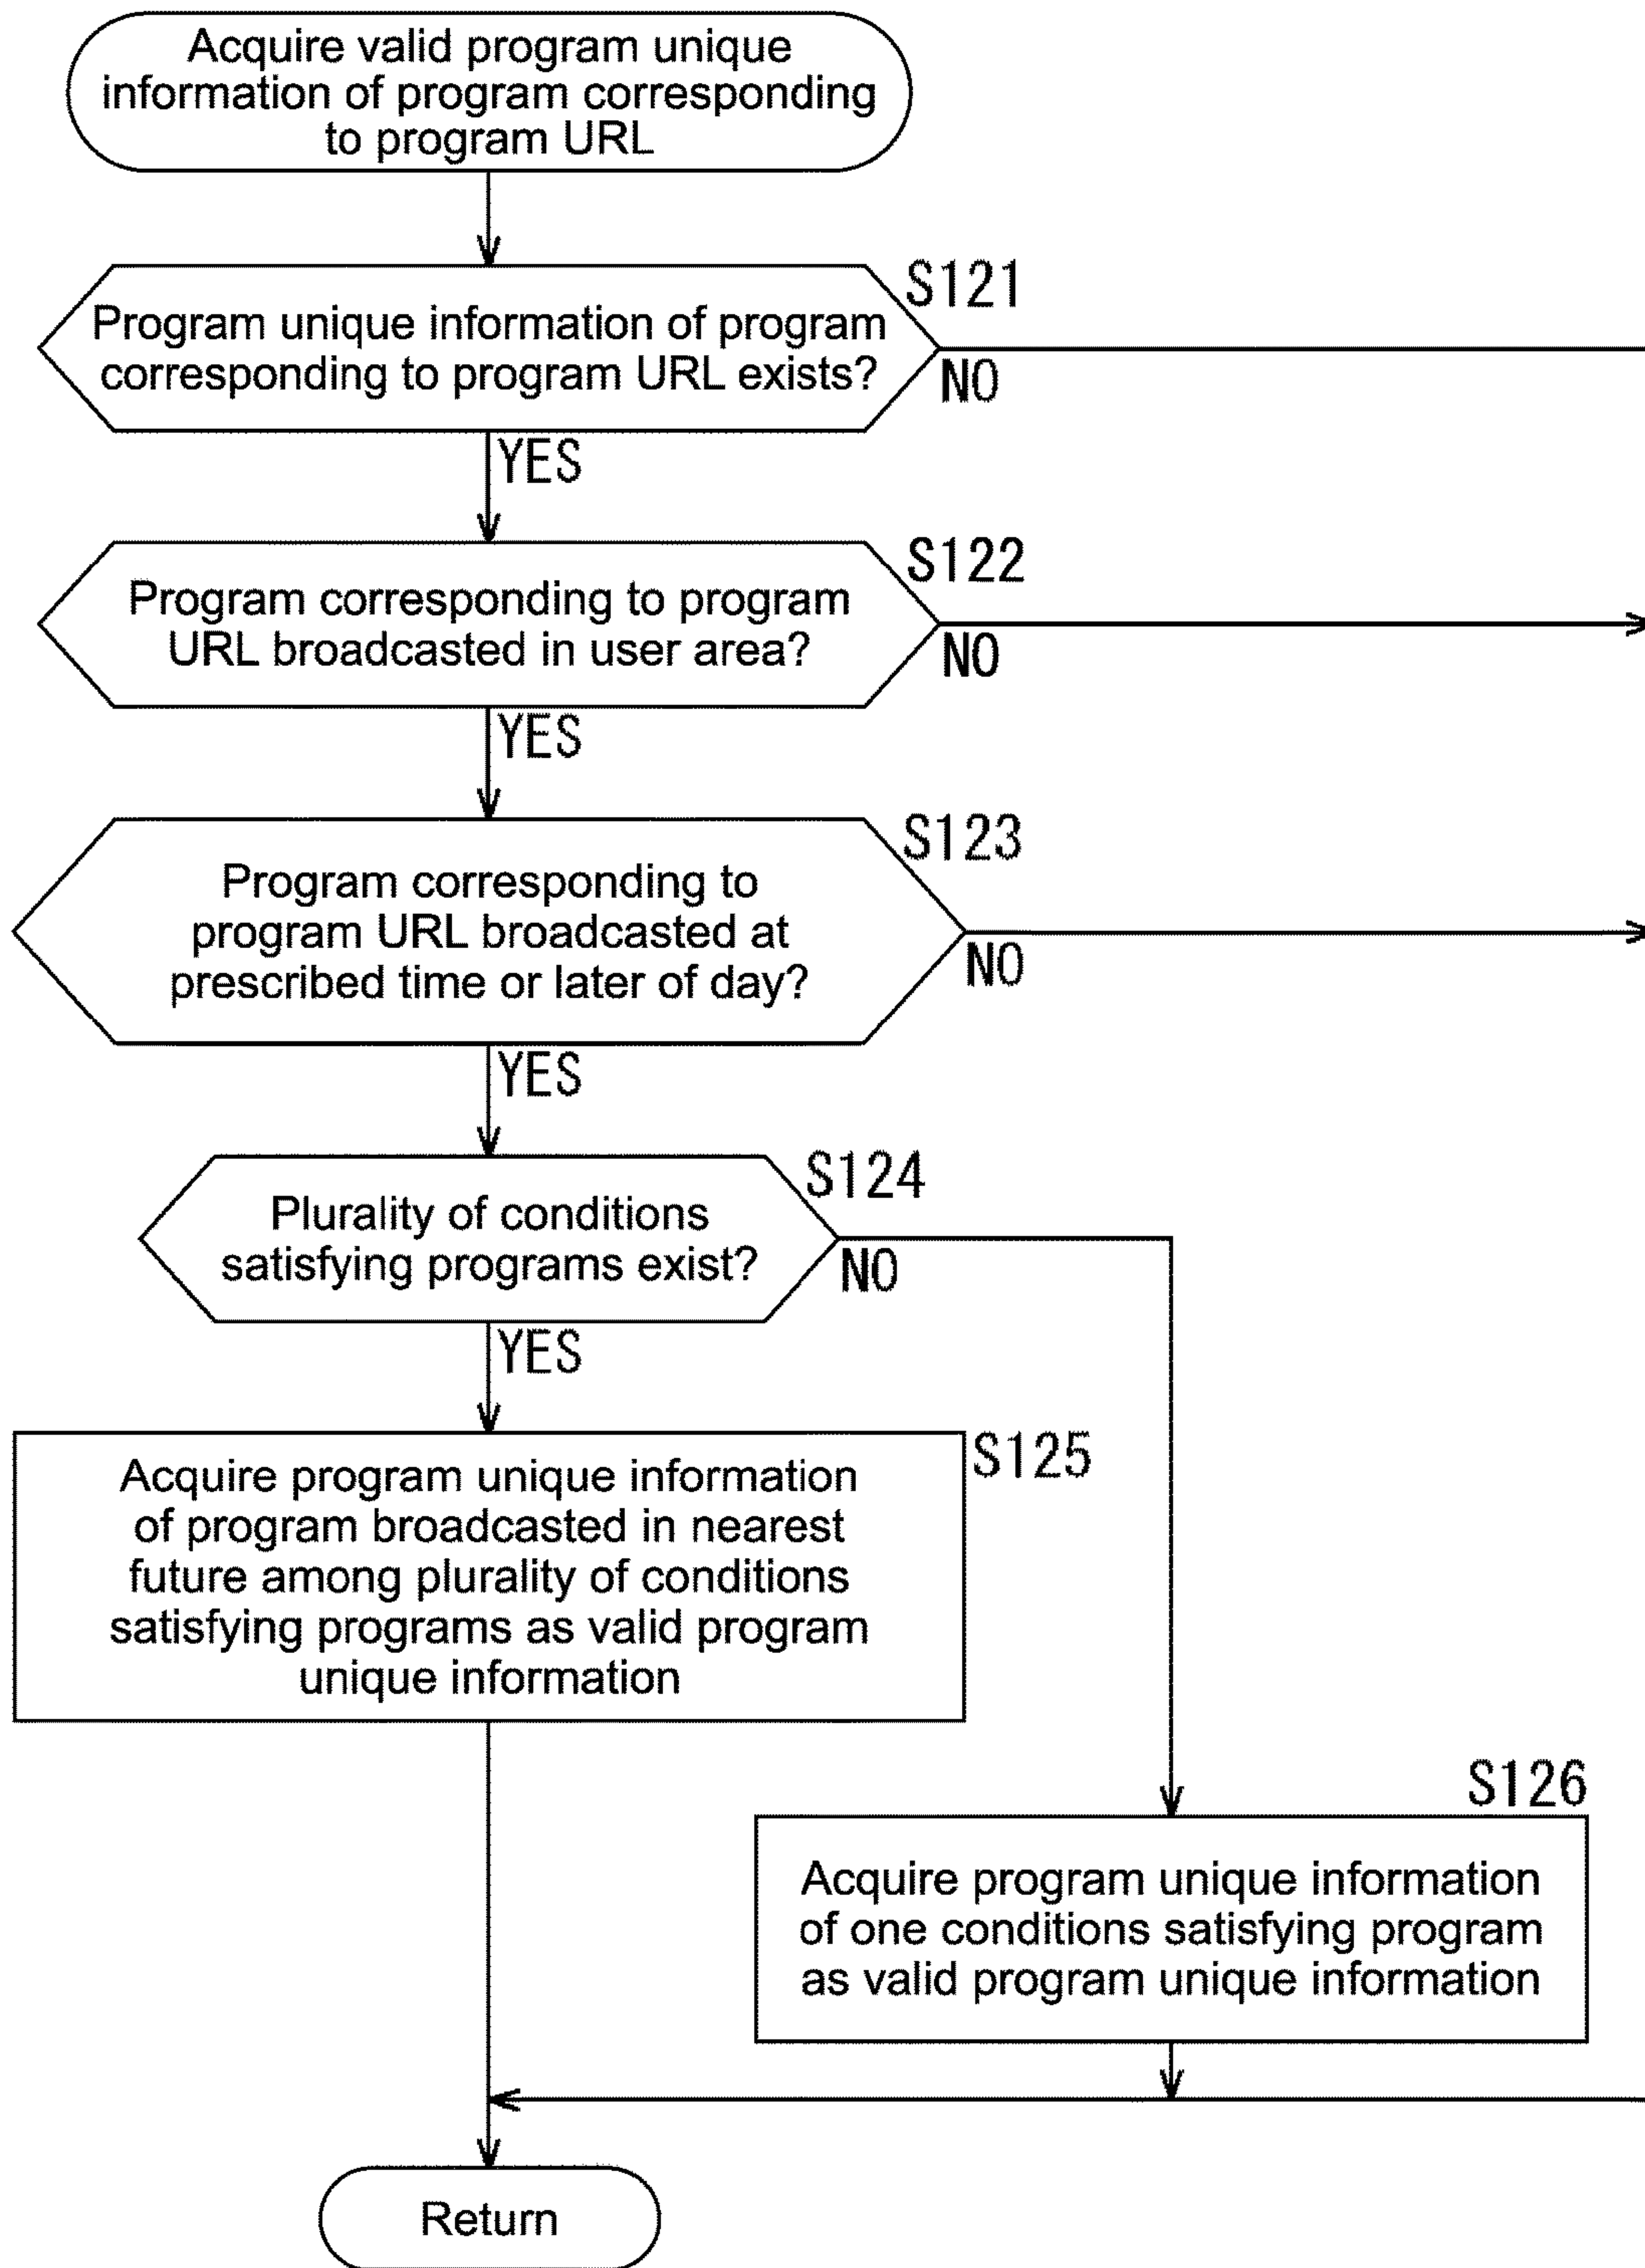 Acquire valid program unique
information of program corresponding
to program URL
S121
Program unique information of program
corresponding to program URL exists?
NO
YES
S122
Program corresponding to program
URL broadcasted in user area?
NO
YES
S123
Program corresponding to
program URL broadcasted at
prescribed time or later of day?
NO
YES
S124
Plurality of conditions
satisfying programs exist?
NO
YES
S125
Acquire program unique information
of program broadcasted in nearest
future among plurality of conditions
satisfying programs as valid program
unique information
S126
Acquire program unique information
of one conditions satisfying program
as valid program unique information
Return